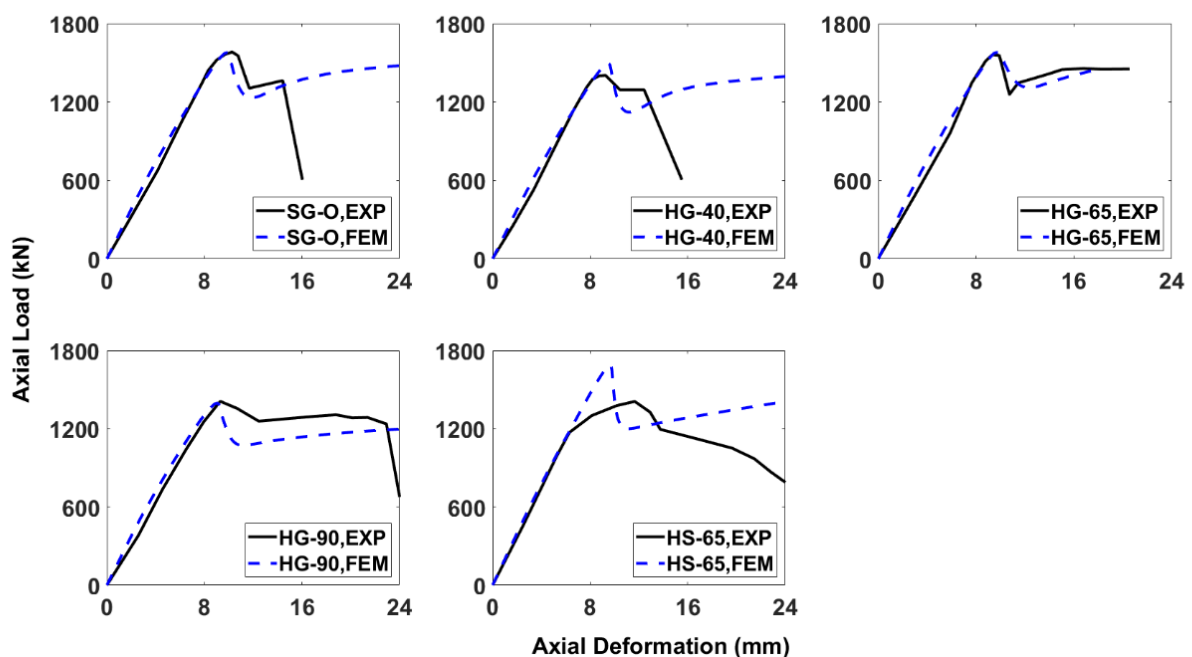 1800
1200
600
0
0 8 16 24
SG-O,EXP
SG-O,FEM
1800
1200
600
0
0 8 16 24
HG-40,EXP
HG-40,FEM
1800
1200
600
0
0 8 16 24
HG-65,EXP
HG-65,FEM
Axial Load (kN)
1800
1200
600
0
0 8 16 24
HG-90,EXP
HG-90,FEM
1800
1200
600
0
0 8 16 24
HS-65,EXP
HS-65,FEM
Axial Deformation (mm)